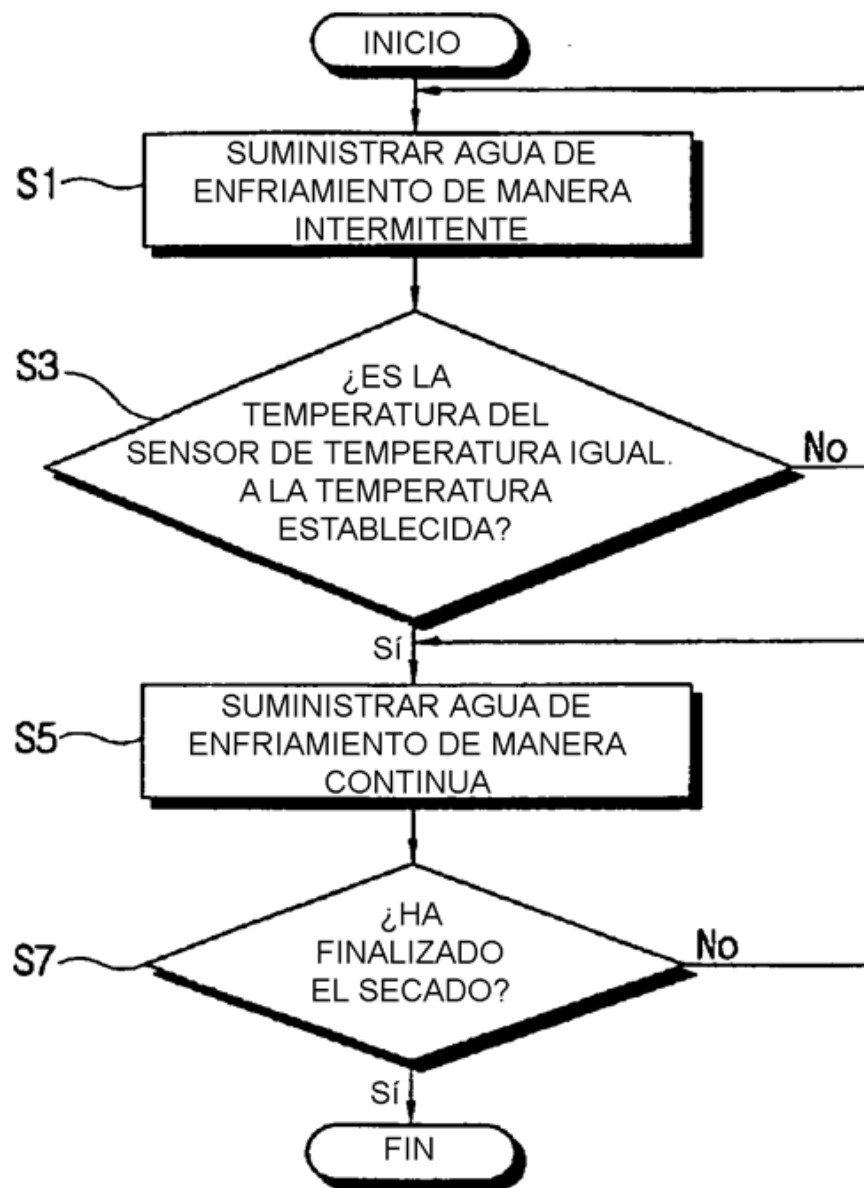 INICIO
S1
SUMINISTRAR AGUA DE
ENFRIAMIENTO DE MANERA
INTERMITENTE
S3
¿ES LA
TEMPERATURA DEL
SENSOR DE TEMPERATURA IGUAL.
A LA TEMPERATURA
ESTABLECIDA?
No
Sí
S5
SUMINISTRAR AGUA DE
ENFRIAMIENTO DE MANERA
CONTINUA
S7
¿HA
FINALIZADO
EL SECADO?
No
Sí
FIN